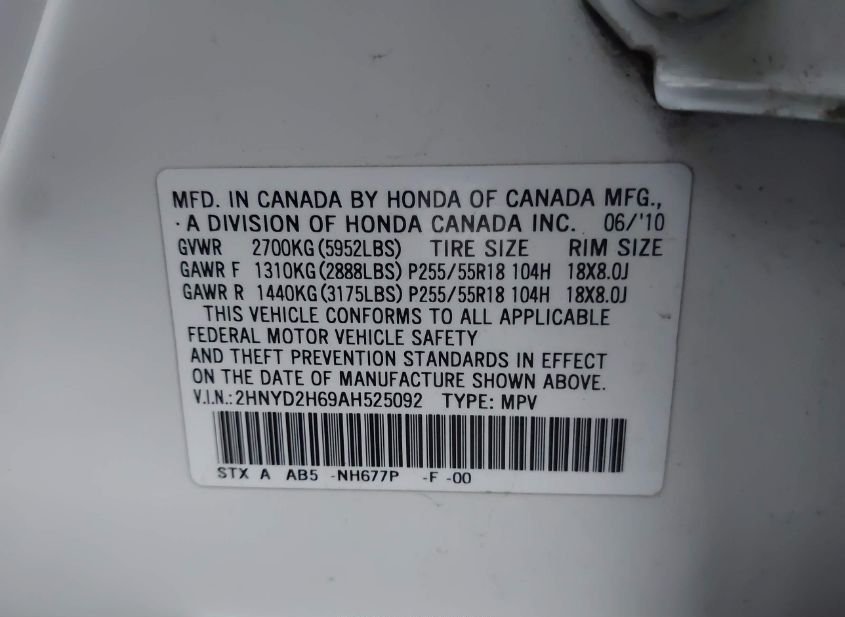 MFD. IN CANADA BY HONDA OF CANADA MFG.,
·A DIVISION OF HONDA CANADA INC. 06/'10
GVWR 2700KG(5952LBS) TIRE SIZE RIM SIZE
GAWR F 1310KG(2888LBS) P255/55R18 104H 18X8.0J
GAWR R 1440KG(3175LBS) P255/55R18 104H 18X8.0J
THIS VEHICLE CONFORMS TO ALL APPLICABLE
FEDERAL MOTOR VEHICLE SAFETY
AND THEFT PREVENTION STANDARDS IN EFFECT
ON THE DATE OF MANUFACTURE SHOWN ABOVE.
V.I.N.:2HNYD2H69AH525092 TYPE: MPV
STX A AB5 -NH677P -F -00